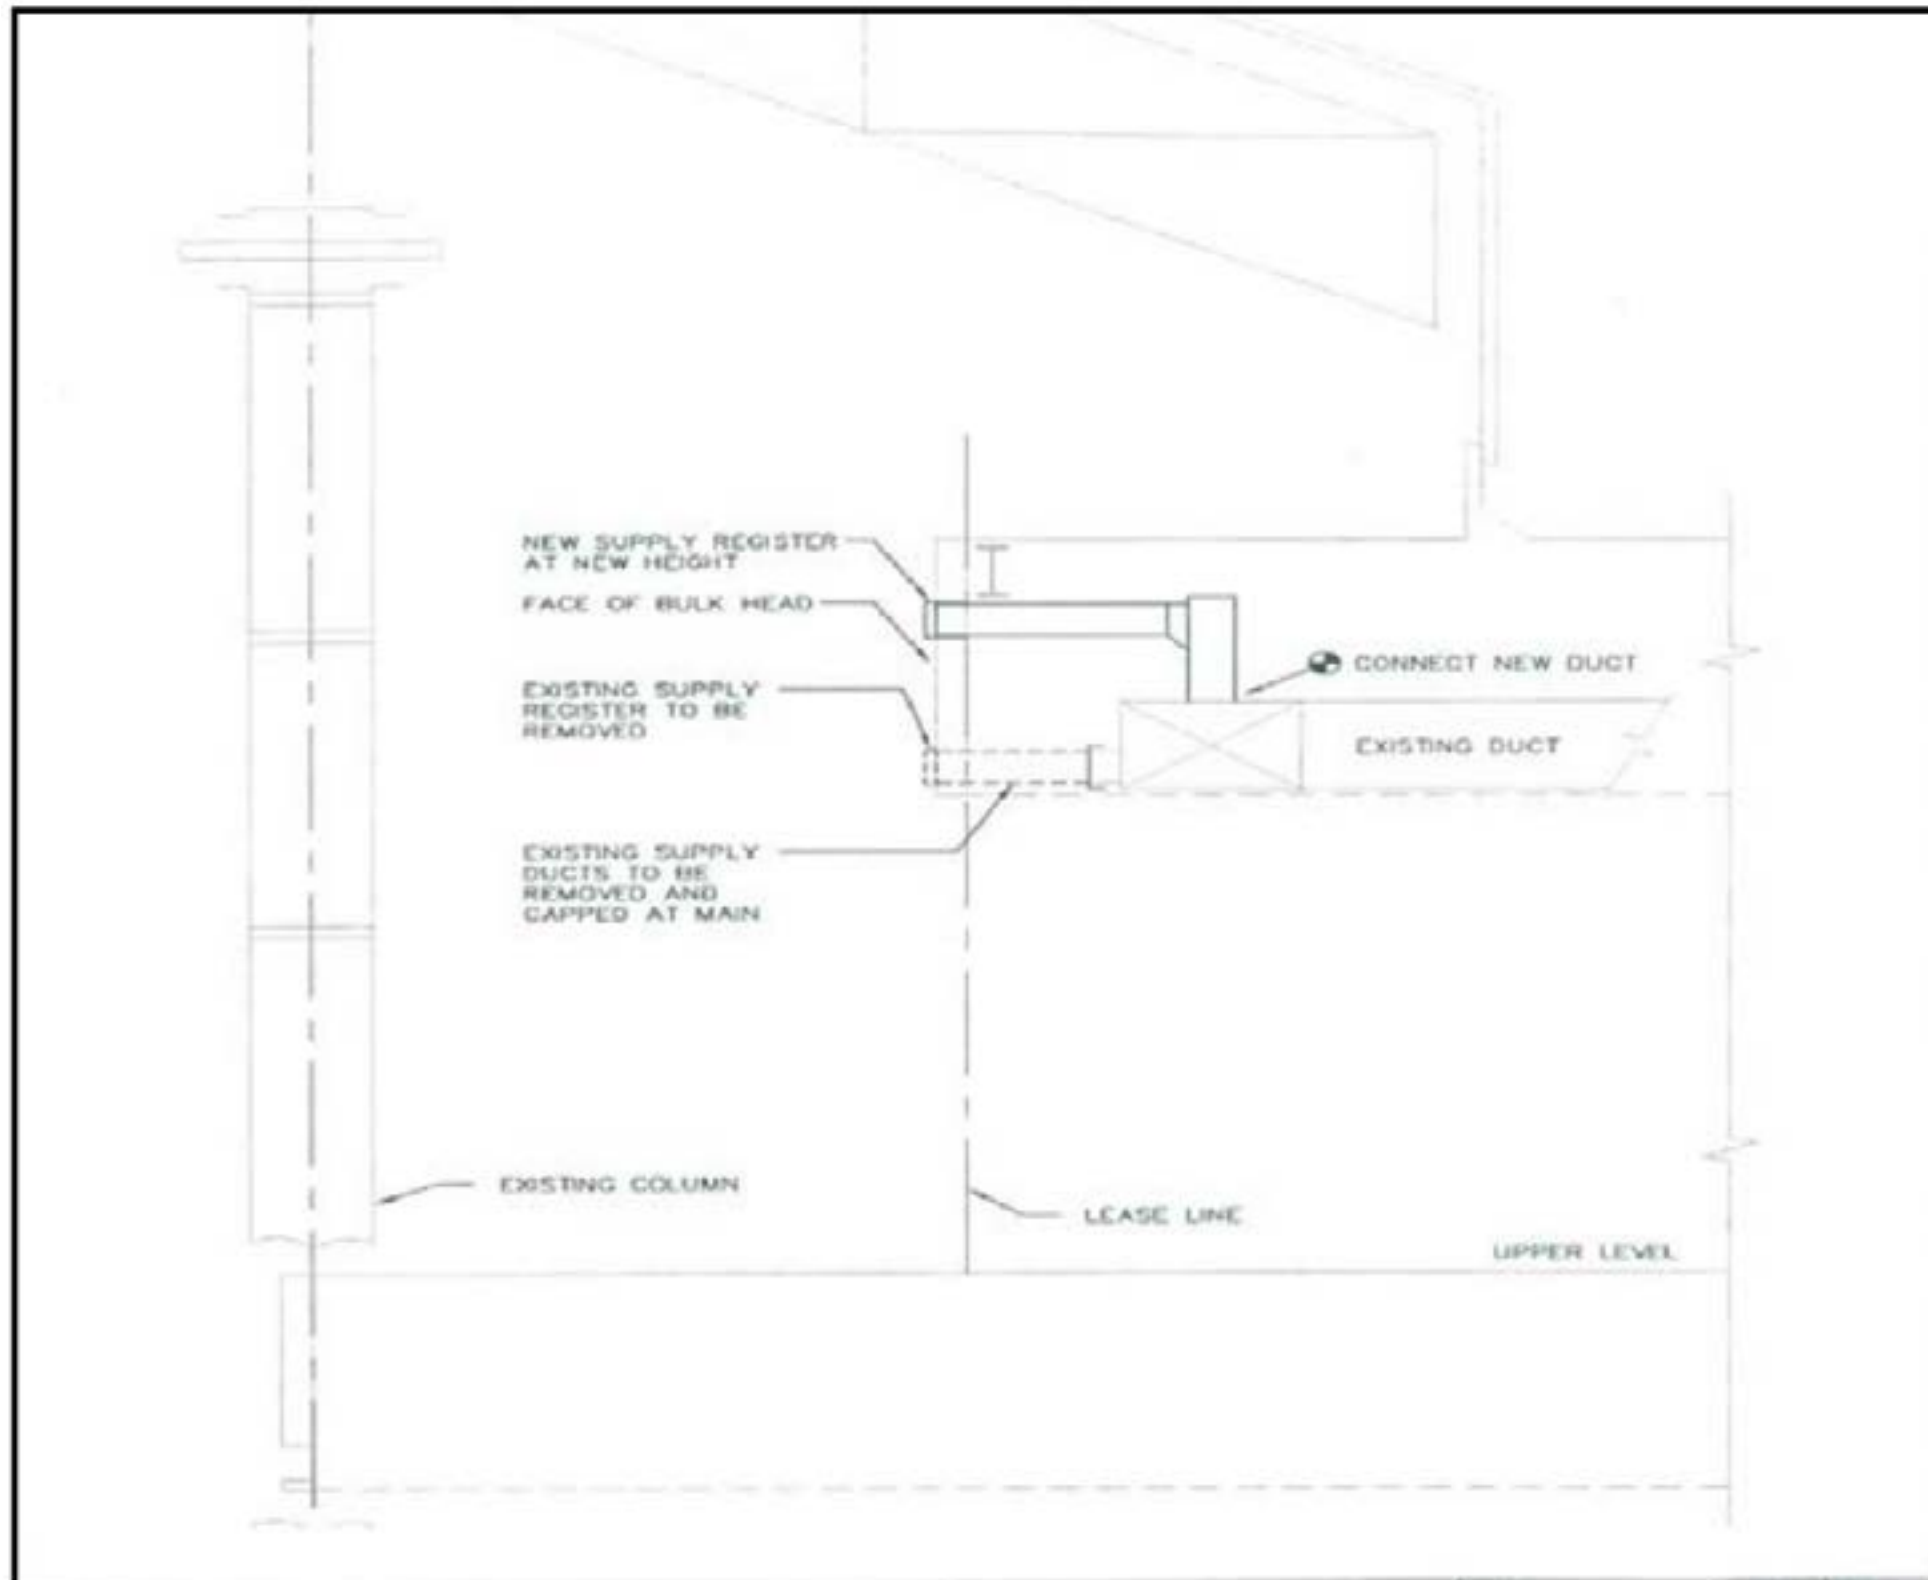 NEW SUPPLY REGISTER
AT NEW HEIGHT
FACE OF BULK HEAD
CONNECT NEW DUCT
EXISTING SUPPLY
REGISTER TO BE
REMOVED
EXISTING DUCT
EXISTING SUPPLY
DUCTS TO BE
REMOVED AND
CAPPED AT MAIN
EXISTING COLUMN
LEASE LINE
UPPER LEVEL